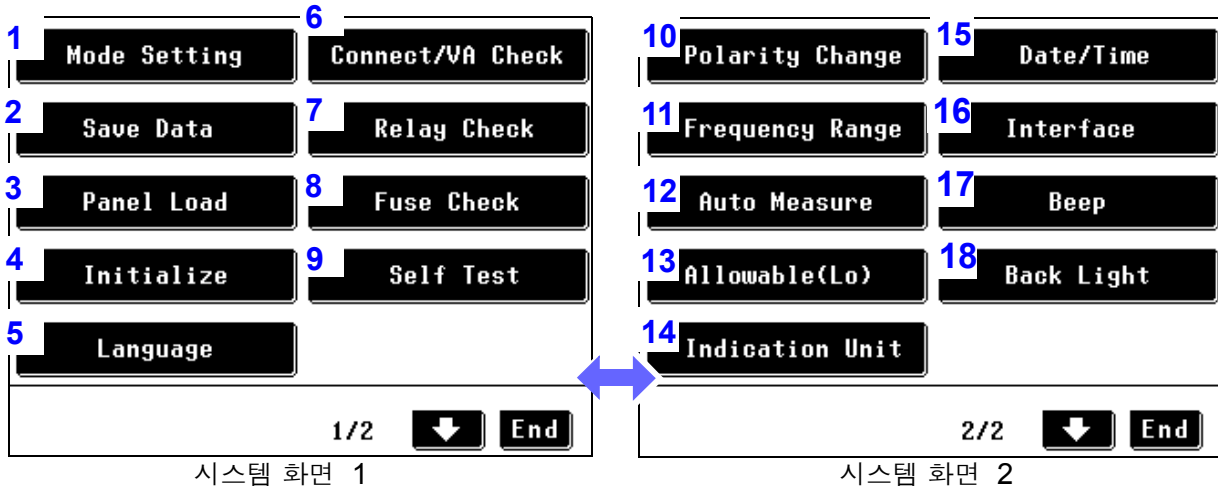 1 Mode Setting
2 Save Data
3 Panel Load
4 Initialize
5 Language
6 Connect/VA Check
7 Relay Check
8 Fuse Check
9 Self Test
1/2 End
시스템 화면 1
10 Polarity Change
11 Frequency Range
12 Auto Measure
13 Allowable(Lo)
14 Indication Unit
15 Date/Time
16 Interface
17 Beep
18 Back Light
2/2 End
시스템 화면 2